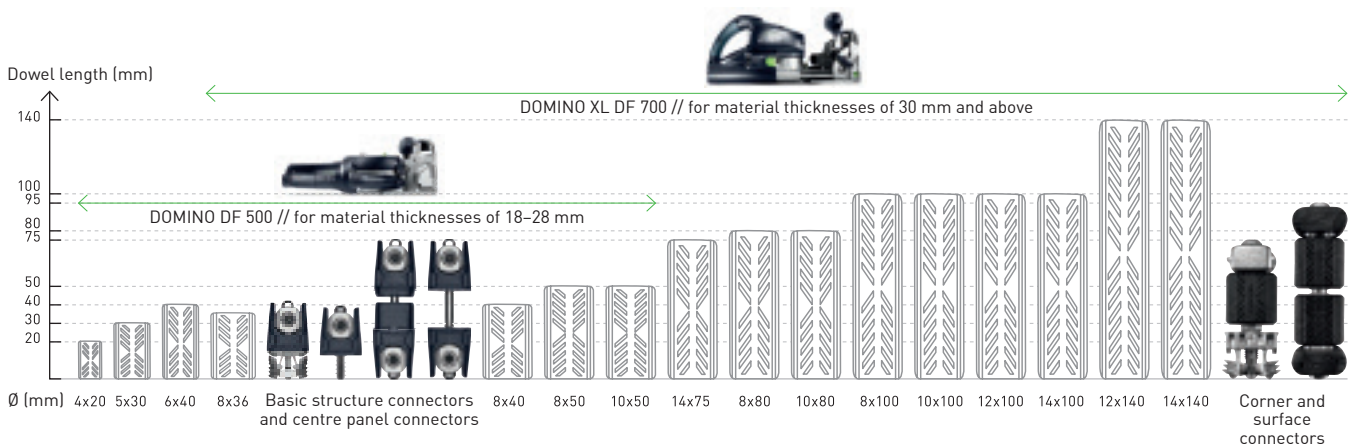 Dowel length (mm)
DOMINO XL DF 700 // for material thicknesses of 30 mm and above
140
100
95
DOMINO DF 500 // for material thicknesses of 18–28 mm
80
75
50
40
30
20
Ø (mm) 4x20 5x30 6x40 8x36 Basic structure connectors 8x40 8x50 10x50 14x75 8x80 10x80 8x100 10x100 12x100 14x100 12x140 14x140 Corner and
and centre panel connectors surface
connectors